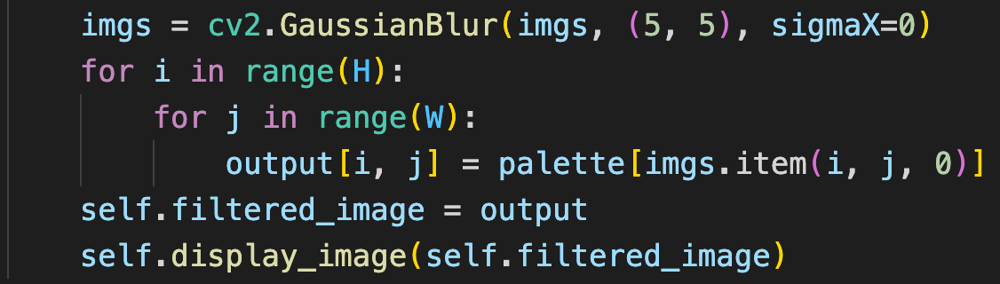 imgs = cv2.GaussianBlur(imgs, (5, 5), sigmaX=0)
for i in range(H):
    for j in range(W):
        output[i, j] = palette[imgs.item(i, j, 0)]
self.filtered_image = output
self.display_image(self.filtered_image)